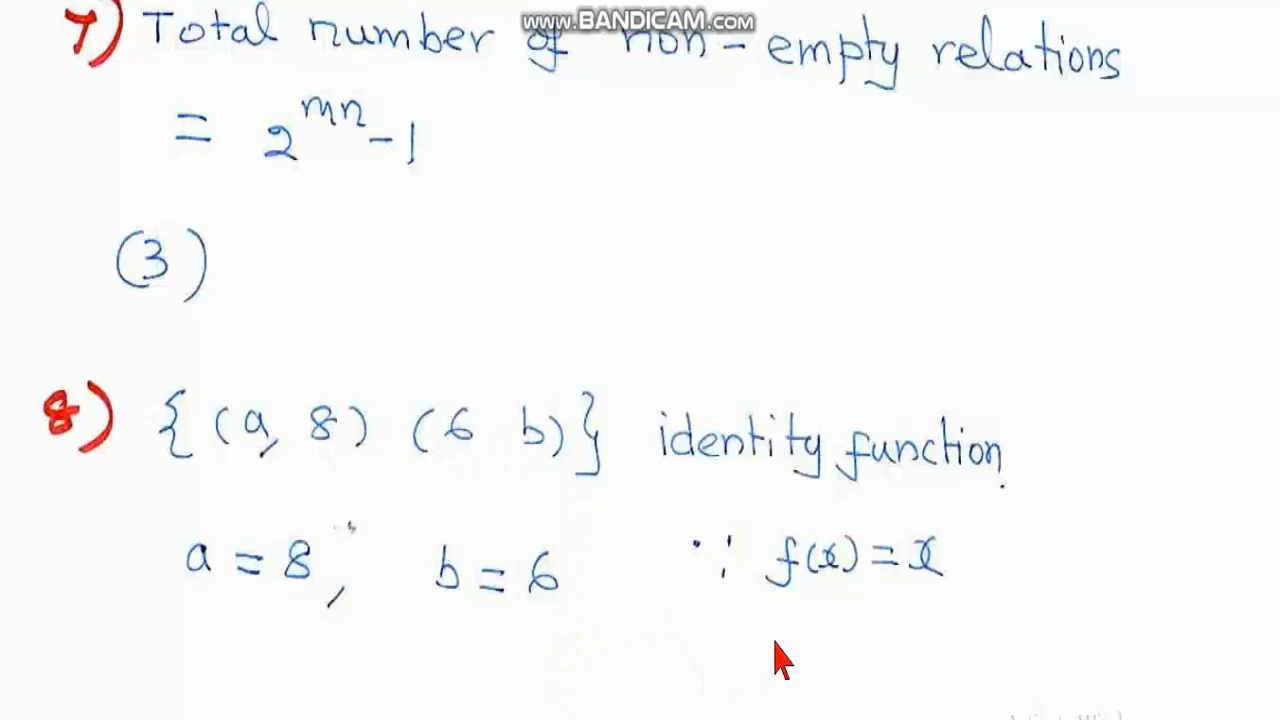 www.BANDICAM.com
7) Total number of non-empty relations
= 2^mn - 1
(3)
8) {(a, 8) (6 b)} identity function.
a = 8, b = 6 ∵ f(x) = x